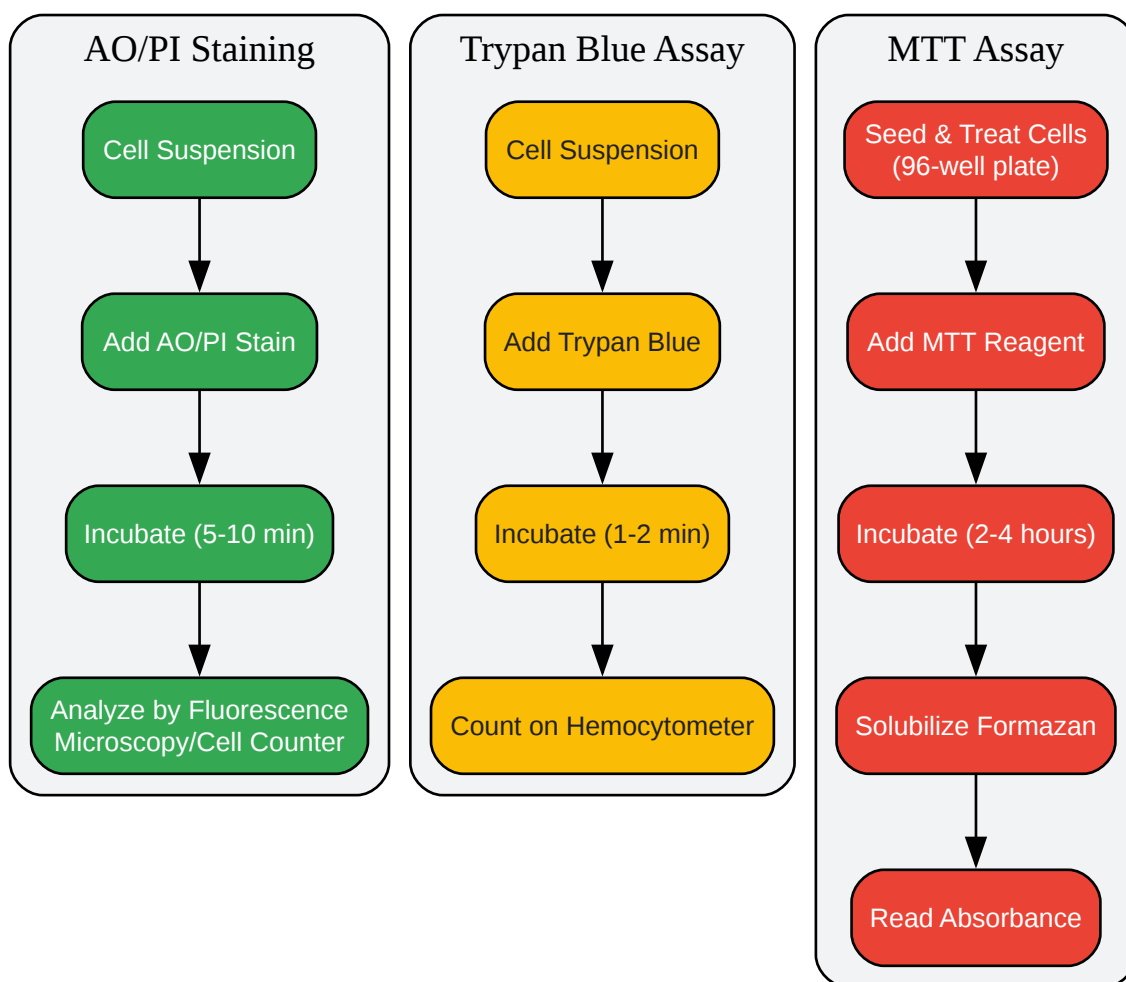 AO/PI Staining
Cell Suspension
Add AO/PI Stain
Incubate (5-10 min)
Analyze by Fluorescence
Microscopy/Cell Counter
Trypan Blue Assay
Cell Suspension
Add Trypan Blue
Incubate (1-2 min)
Count on Hemocytometer
MTT Assay
Seed & Treat Cells
(96-well plate)
Add MTT Reagent
Incubate (2-4 hours)
Solubilize Formazan
Read Absorbance